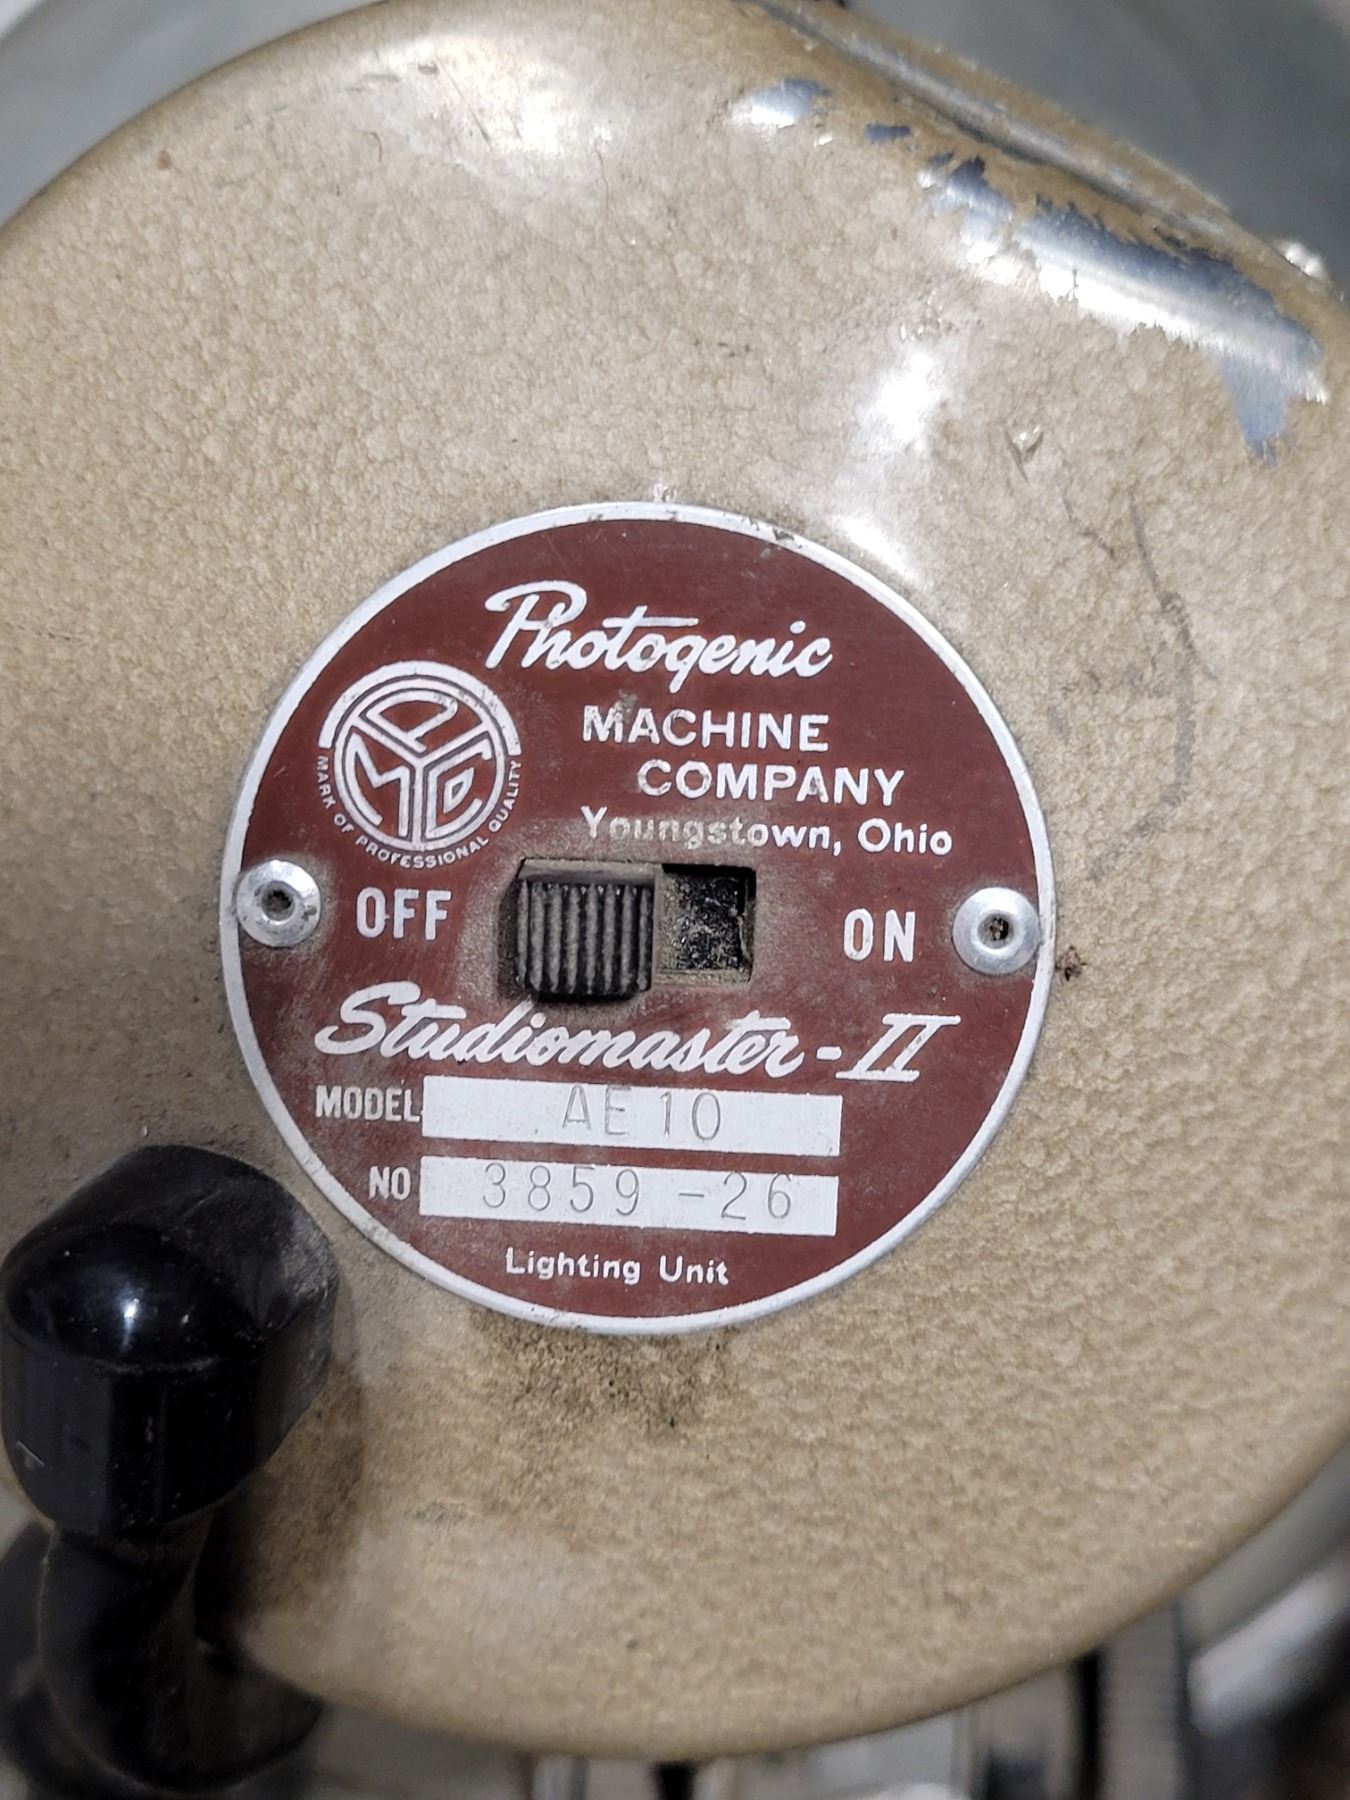 Photogenic
MACHINE
COMPANY
Youngstown, Ohio
PMCO
MARK OF PROFESSIONAL QUALITY
OFF
ON
Studiomaster-II
MODEL AE10
NO 3859-26
Lighting Unit